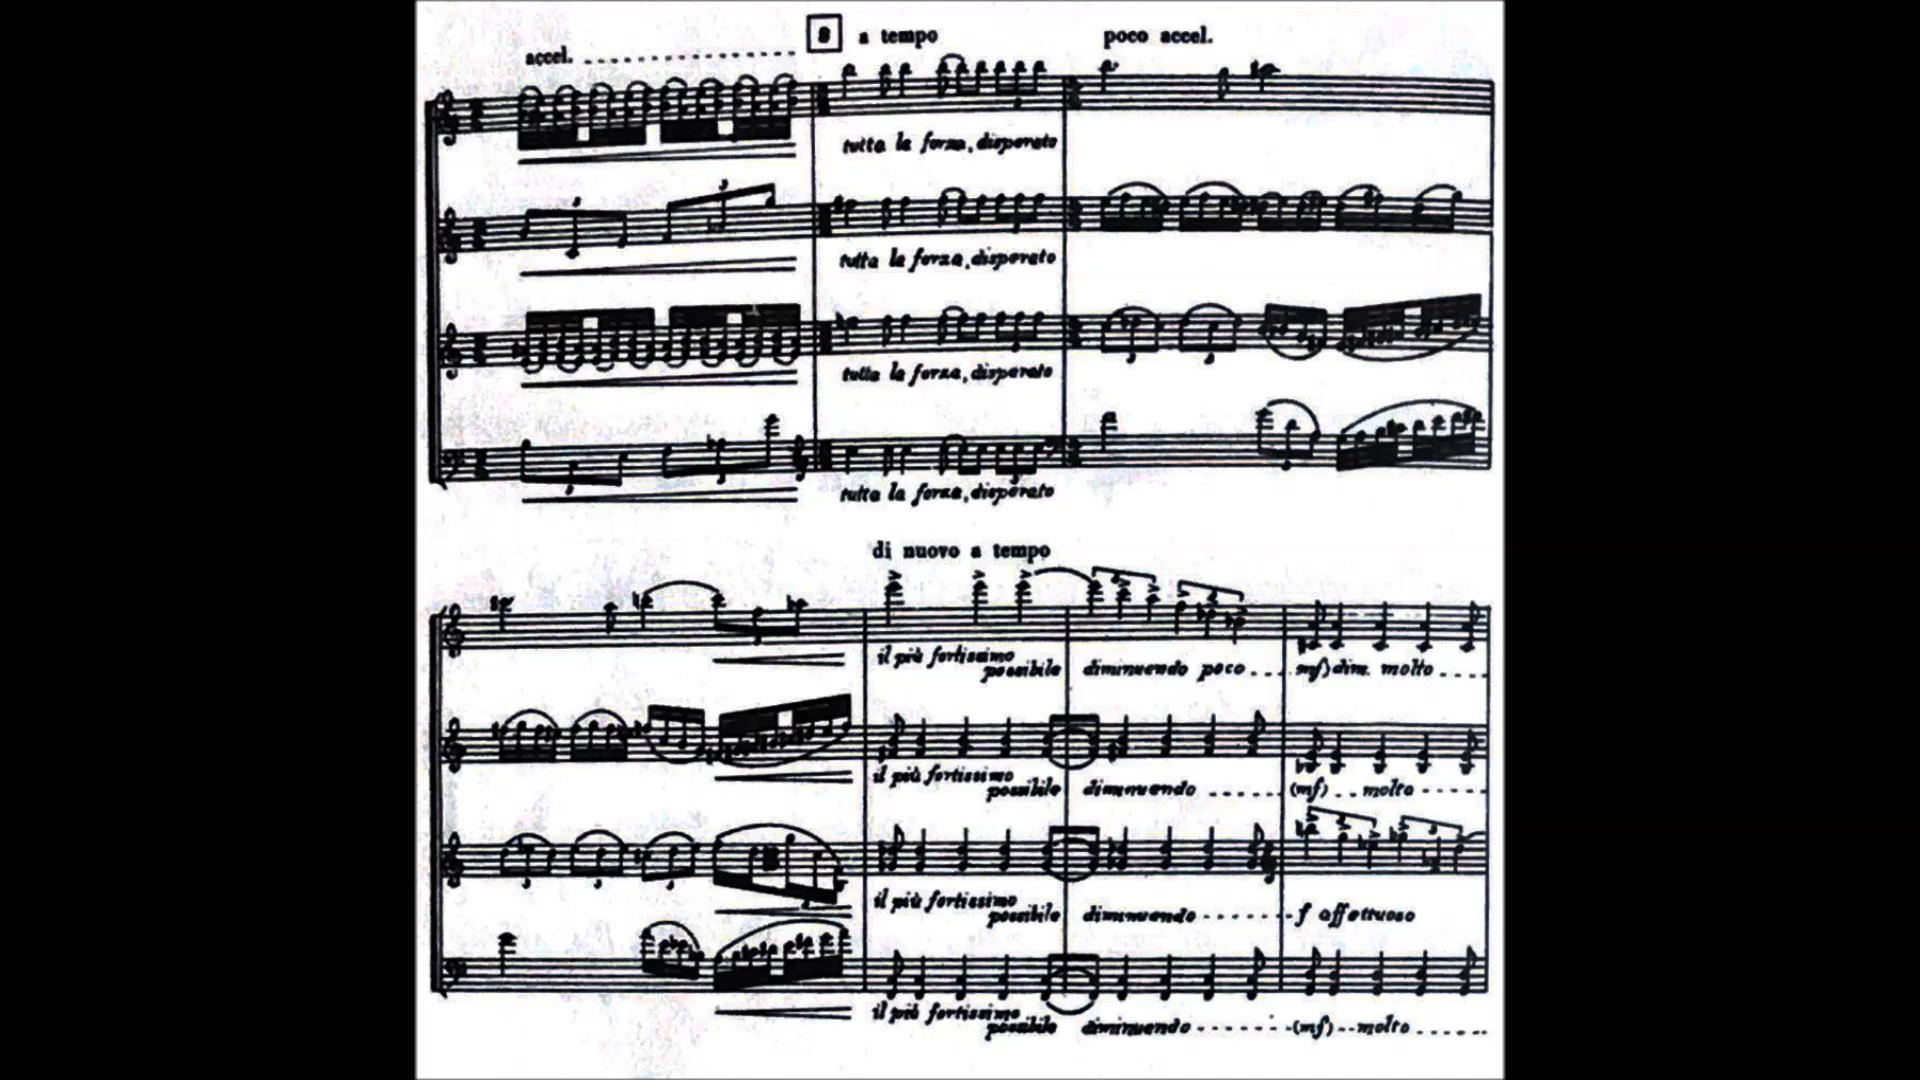 accel. 8 a tempo poco accel.
tutta la forza, disperato
tutta la forza, disperato
tutta la forza, disperato
tutta la forza, disperato
di nuovo a tempo
il più fortissimo possibile diminuendo poco mf) dim. molto
il più fortissimo possibile diminuendo (mf) molto
il più fortissimo possibile diminuendo f affettuoso
il più fortissimo possibile diminuendo (mf) molto